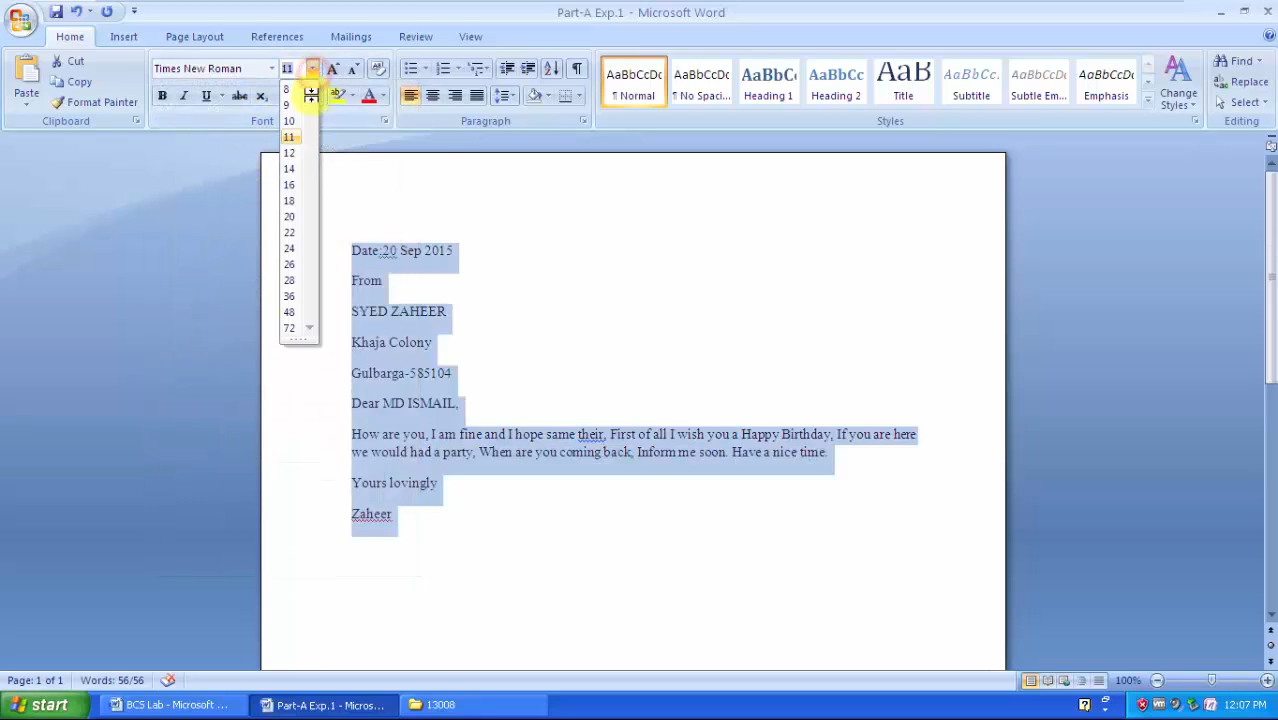 Part-A Exp.1 - Microsoft Word
Home Insert Page Layout References Mailings Review View
Paste
Cut
Copy
Format Painter
Clipboard
Times New Roman 11
B I U abc x,
Font
Paragraph
AaBbCcDc
¶ Normal
AaBbCcDc
¶ No Spaci...
AaBbCc
Heading 1
AaBbCc
Heading 2
AaB
Title
AaBbCc.
Subtitle
AaBbCcDc
Subtle Em...
AaBbCcDc
Emphasis
Change
Styles
Styles
Find
Replace
Select
Editing
8
9
10
11
12
14
16
18
20
22
24
26
28
36
48
72
Date:20 Sep 2015
From
SYED ZAHEER
Khaja Colony
Gulbarga-585104
Dear MD ISMAIL,
How are you, I am fine and I hope same their, First of all I wish you a Happy Birthday, If you are here
we would had a party, When are you coming back, Inform me soon. Have a nice time.
Yours lovingly
Zaheer
Page: 1 of 1 Words: 56/56 100%
start BCS Lab - Microsoft ... Part-A Exp.1 - Micros... 13008 12:07 PM